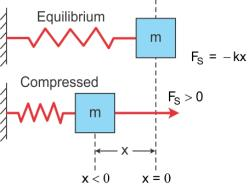 Equilibrium
m
F_S = −kx
Compressed
F_S > 0
m
x
x < 0
x = 0